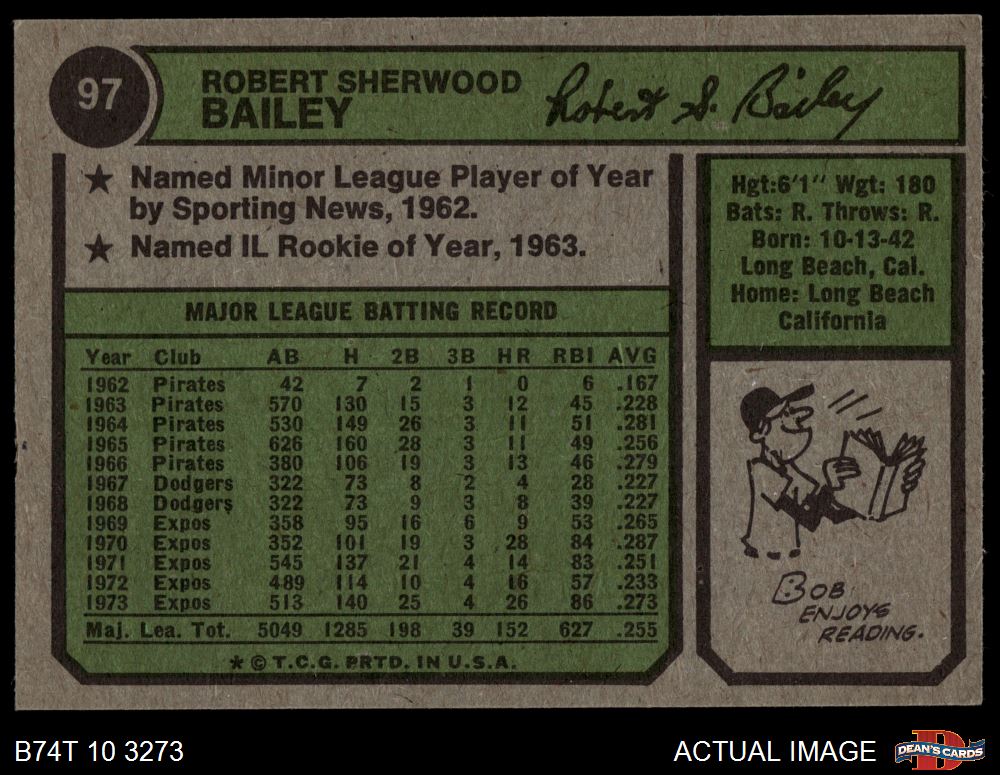 97
ROBERT SHERWOOD
BAILEY
Robert S. Bailey
★ Named Minor League Player of Year
by Sporting News, 1962.
★ Named IL Rookie of Year, 1963.
Hgt:6'1" Wgt: 180
Bats: R. Throws: R.
Born: 10-13-42
Long Beach, Cal.
Home: Long Beach
California
MAJOR LEAGUE BATTING RECORD
Year Club AB H 2B 3B HR RBI AVG
1962 Pirates 42 7 2 1 0 6 .167
1963 Pirates 570 130 15 3 12 45 .228
1964 Pirates 530 149 26 3 11 51 .281
1965 Pirates 626 160 28 3 11 49 .256
1966 Pirates 380 106 19 3 13 46 .279
1967 Dodgers 322 73 8 2 4 28 .227
1968 Dodgers 322 73 9 3 8 39 .227
1969 Expos 358 95 16 6 9 53 .265
1970 Expos 352 101 19 3 28 84 .287
1971 Expos 545 137 21 4 14 83 .251
1972 Expos 489 114 10 4 16 57 .233
1973 Expos 513 140 25 4 26 86 .273
Maj. Lea. Tot. 5049 1285 198 39 152 627 .255
★ © T.C.G. PRTD. IN U.S.A.
BOB
ENJOYS
READING.
B74T 10 3273
ACTUAL IMAGE
D
DEAN'S CARDS